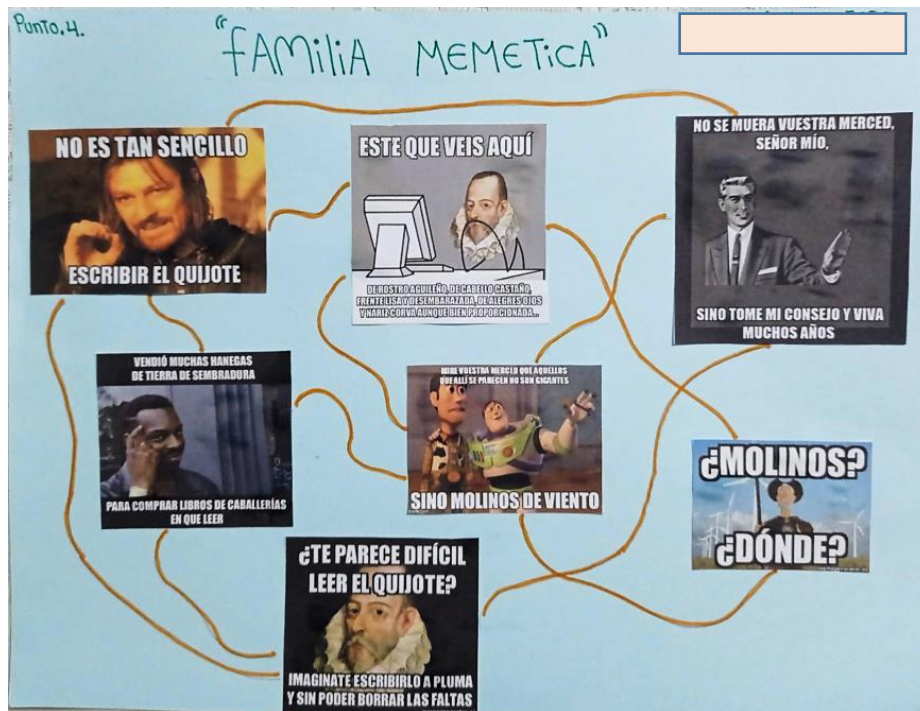 Punto.4.
"FAMILIA MEMETICA"
NO ES TAN SENCILLO
ESCRIBIR EL QUIJOTE
ESTE QUE VEIS AQUÍ
DE ROSTRO AGUILEÑO, DE CABELLO CASTAÑO,
FRENTE LISA Y DESEMBARAZADA, DE ALEGRES OJOS
Y NARIZ CORVA AUNQUE BIEN PROPORCIONADA...
NO SE MUERA VUESTRA MERCED,
SEÑOR MÍO,
SINO TOME MI CONSEJO Y VIVA
MUCHOS AÑOS
VENDIÓ MUCHAS HANEGAS
DE TIERRA DE SEMBRADURA
PARA COMPRAR LIBROS DE CABALLERÍAS
EN QUE LEER
MIRE VUESTRA MERCED QUE AQUELLOS
QUE ALLÍ SE PARECEN NO SON GIGANTES
SINO MOLINOS DE VIENTO
¿MOLINOS?
¿DÓNDE?
¿TE PARECE DIFÍCIL
LEER EL QUIJOTE?
IMAGINATE ESCRIBIRLO A PLUMA
Y SIN PODER BORRAR LAS FALTAS